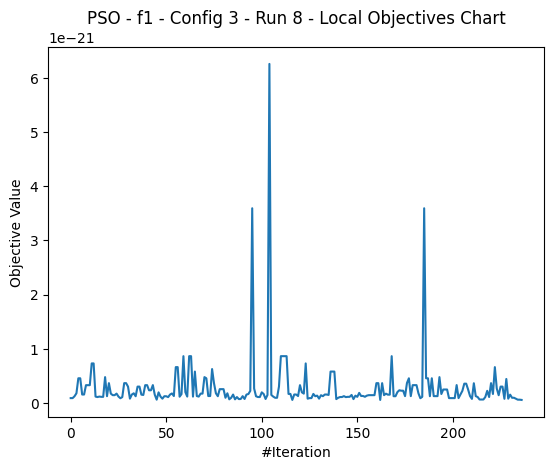 PSO - f1 - Config 3 - Run 8 - Local Objectives Chart
1e−21
6
5
4
3
2
1
0
Objective Value
0 50 100 150 200
#Iteration